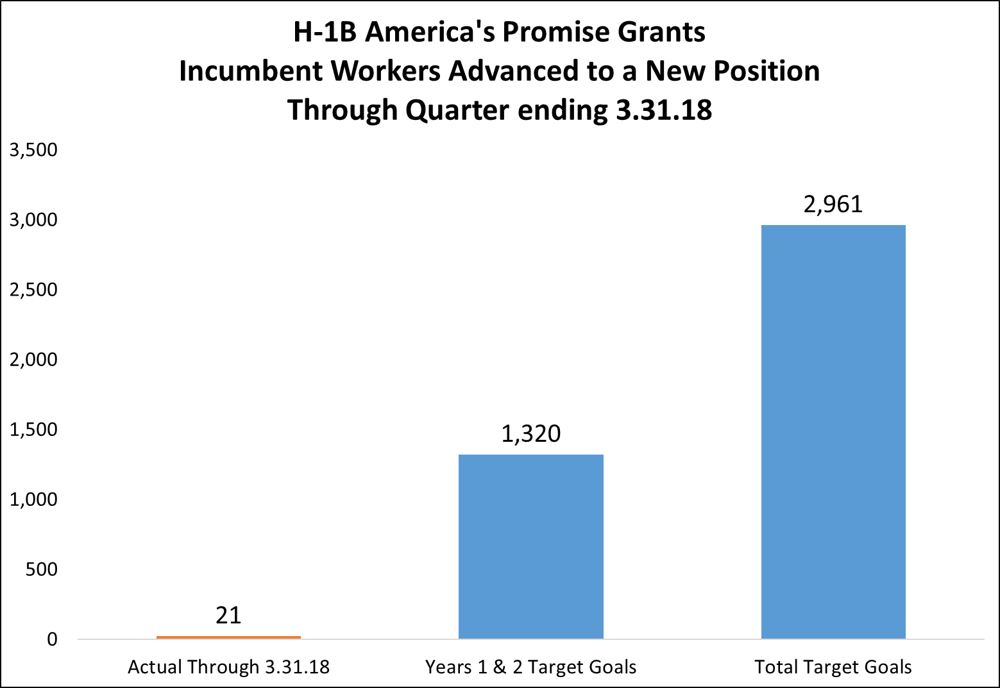 H-1B America's Promise Grants
Incumbent Workers Advanced to a New Position
Through Quarter ending 3.31.18
3,500
3,000
2,500
2,000
1,500
1,000
500
0
21
1,320
2,961
Actual Through 3.31.18
Years 1 & 2 Target Goals
Total Target Goals